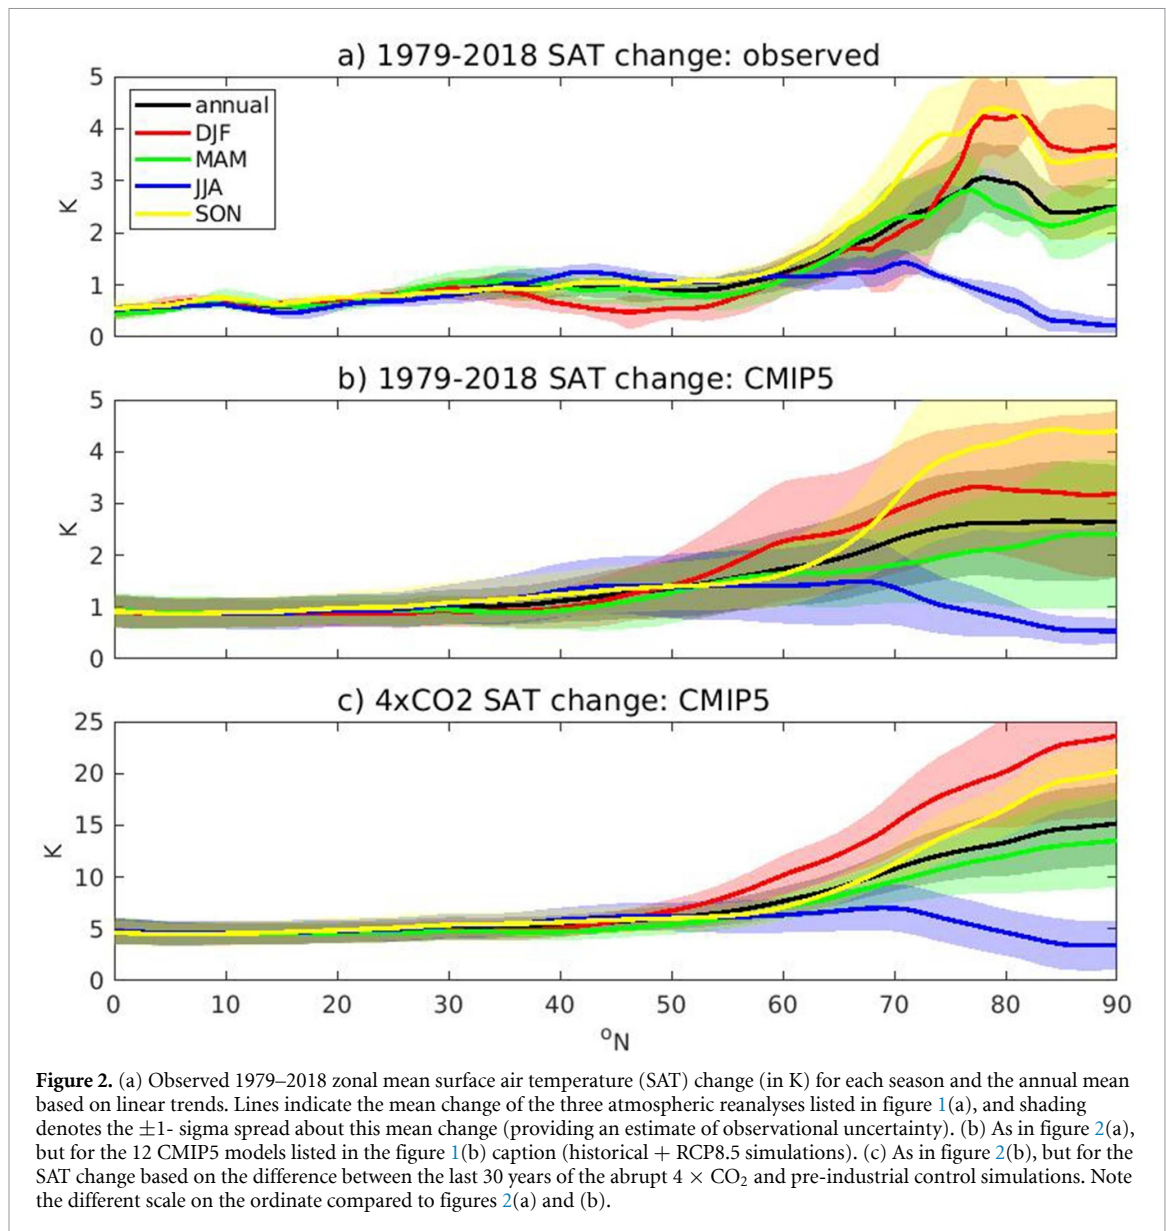 a) 1979-2018 SAT change: observed
5
4
3
2
1
0
K
annual
DJF
MAM
JJA
SON
b) 1979-2018 SAT change: CMIP5
5
4
3
2
1
0
K
c) 4xCO2 SAT change: CMIP5
25
20
15
10
5
0
K
0 10 20 30 40 50 60 70 80 90
°N
Figure 2. (a) Observed 1979–2018 zonal mean surface air temperature (SAT) change (in K) for each season and the annual mean
based on linear trends. Lines indicate the mean change of the three atmospheric reanalyses listed in figure 1(a), and shading
denotes the ±1- sigma spread about this mean change (providing an estimate of observational uncertainty). (b) As in figure 2(a),
but for the 12 CMIP5 models listed in the figure 1(b) caption (historical + RCP8.5 simulations). (c) As in figure 2(b), but for the
SAT change based on the difference between the last 30 years of the abrupt 4 × CO₂ and pre-industrial control simulations. Note
the different scale on the ordinate compared to figures 2(a) and (b).